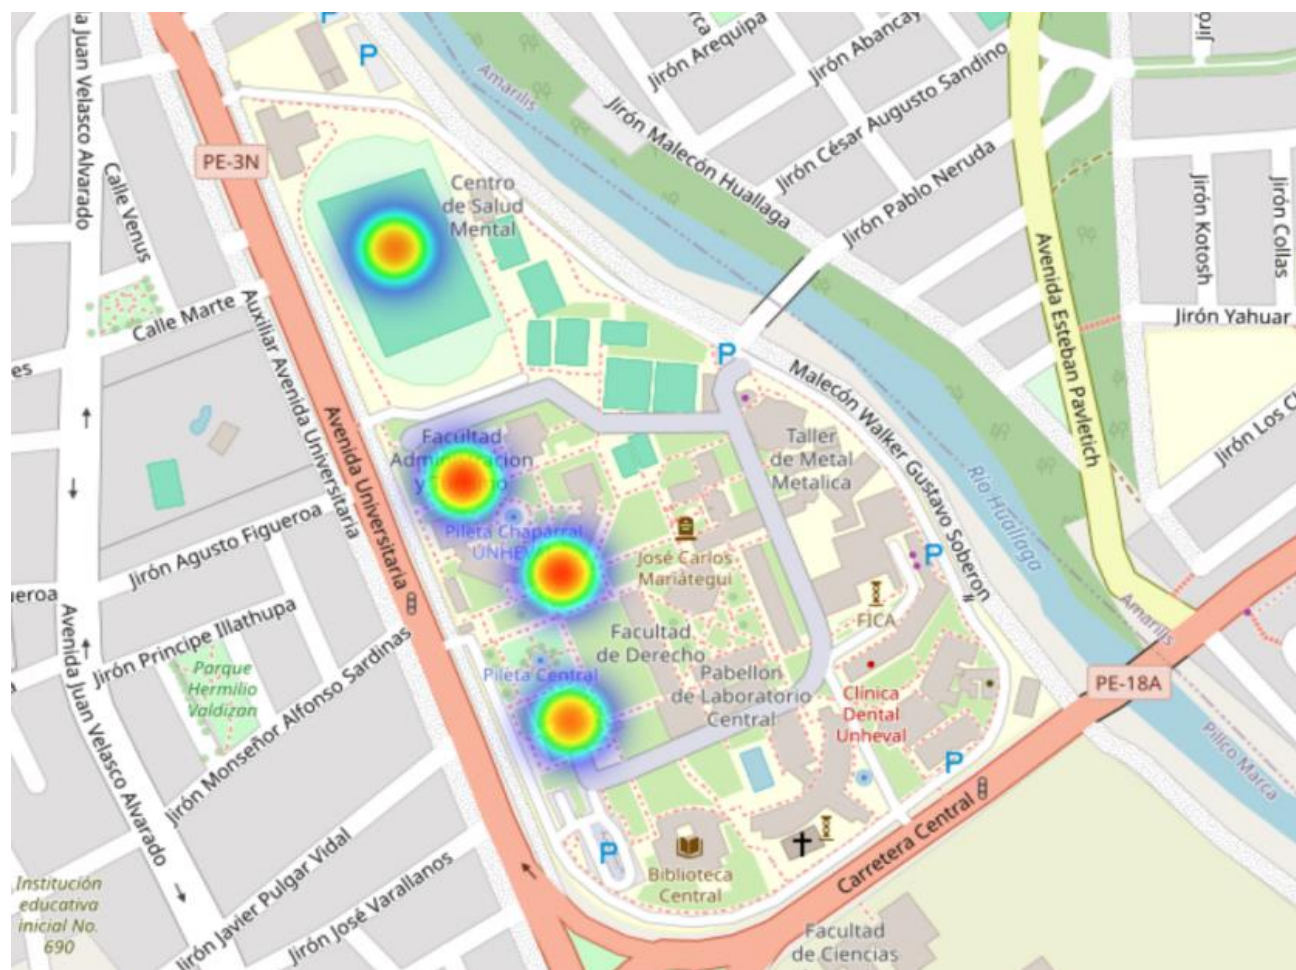 Juan Velasco Alvarado
Calle Venus
PE-3N
Calle Marte
Auxiliar Avenida Universitaria
Avenida Universitaria
Jirón Agusto Figueroa
Jirón Principe Illathupa
Parque
Hermilio
Valdizan
Jirón Monseñor Alfonso Sardinas
Avenida Juan Velasco Alvarado
Jirón Javier Pulgar Vidal
Jirón José Varallanos
Institución
educativa
inicial No.
690
P
P
Amarilis
Jirón Arequipa
Jirón Abancay
Jirón Malecón Huallaga
Jirón César Augusto Sandino
Jirón Pablo Neruda
Jirón
Jirón Kotosh
Jirón Collas
Jirón Yahuar
Avenida Esteban Pavletich
Centro
de Salud
Mental
P
Malecón Walker Gustavo Soberon
Río Huallaga
Facultad
Taller
de Metal
Metalica
Pileta Chaparral
José Carlos
Mariátegui
P
FICA
Facultad
de Derecho
Pileta Central
Pabellon
de Laboratorio
Central
Clínica
Dental
Unheval
Amarilis
PE-18A
Pillco Marca
P
Carretera Central
P
Biblioteca
Central
Facultad
de Ciencias